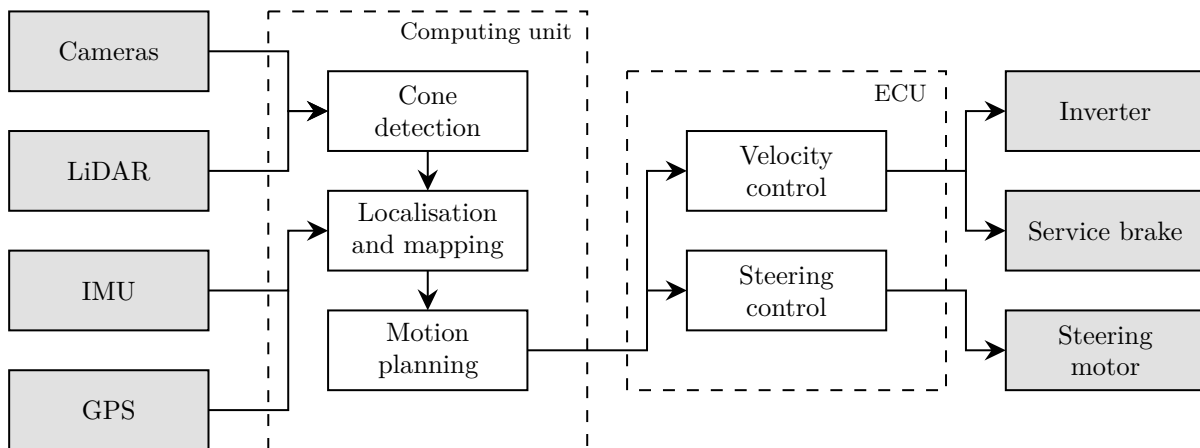 Cameras
LiDAR
IMU
GPS
Computing unit
Cone
detection
Localisation
and mapping
Motion
planning
ECU
Velocity
control
Steering
control
Inverter
Service brake
Steering
motor